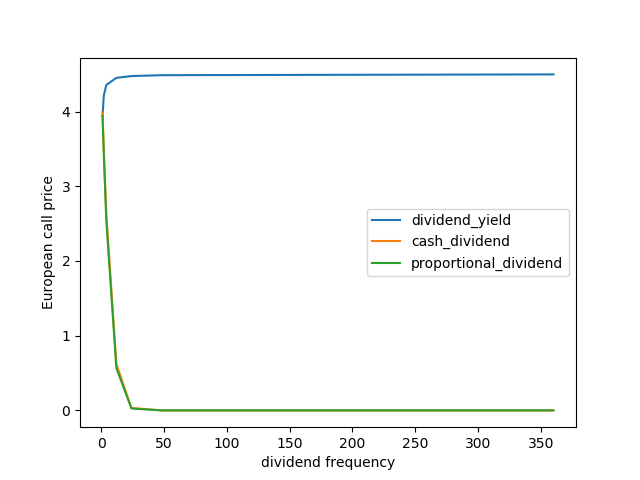 4
3
2
1
0
European call price
dividend_yield
cash_dividend
proportional_dividend
0 50 100 150 200 250 300 350
dividend frequency